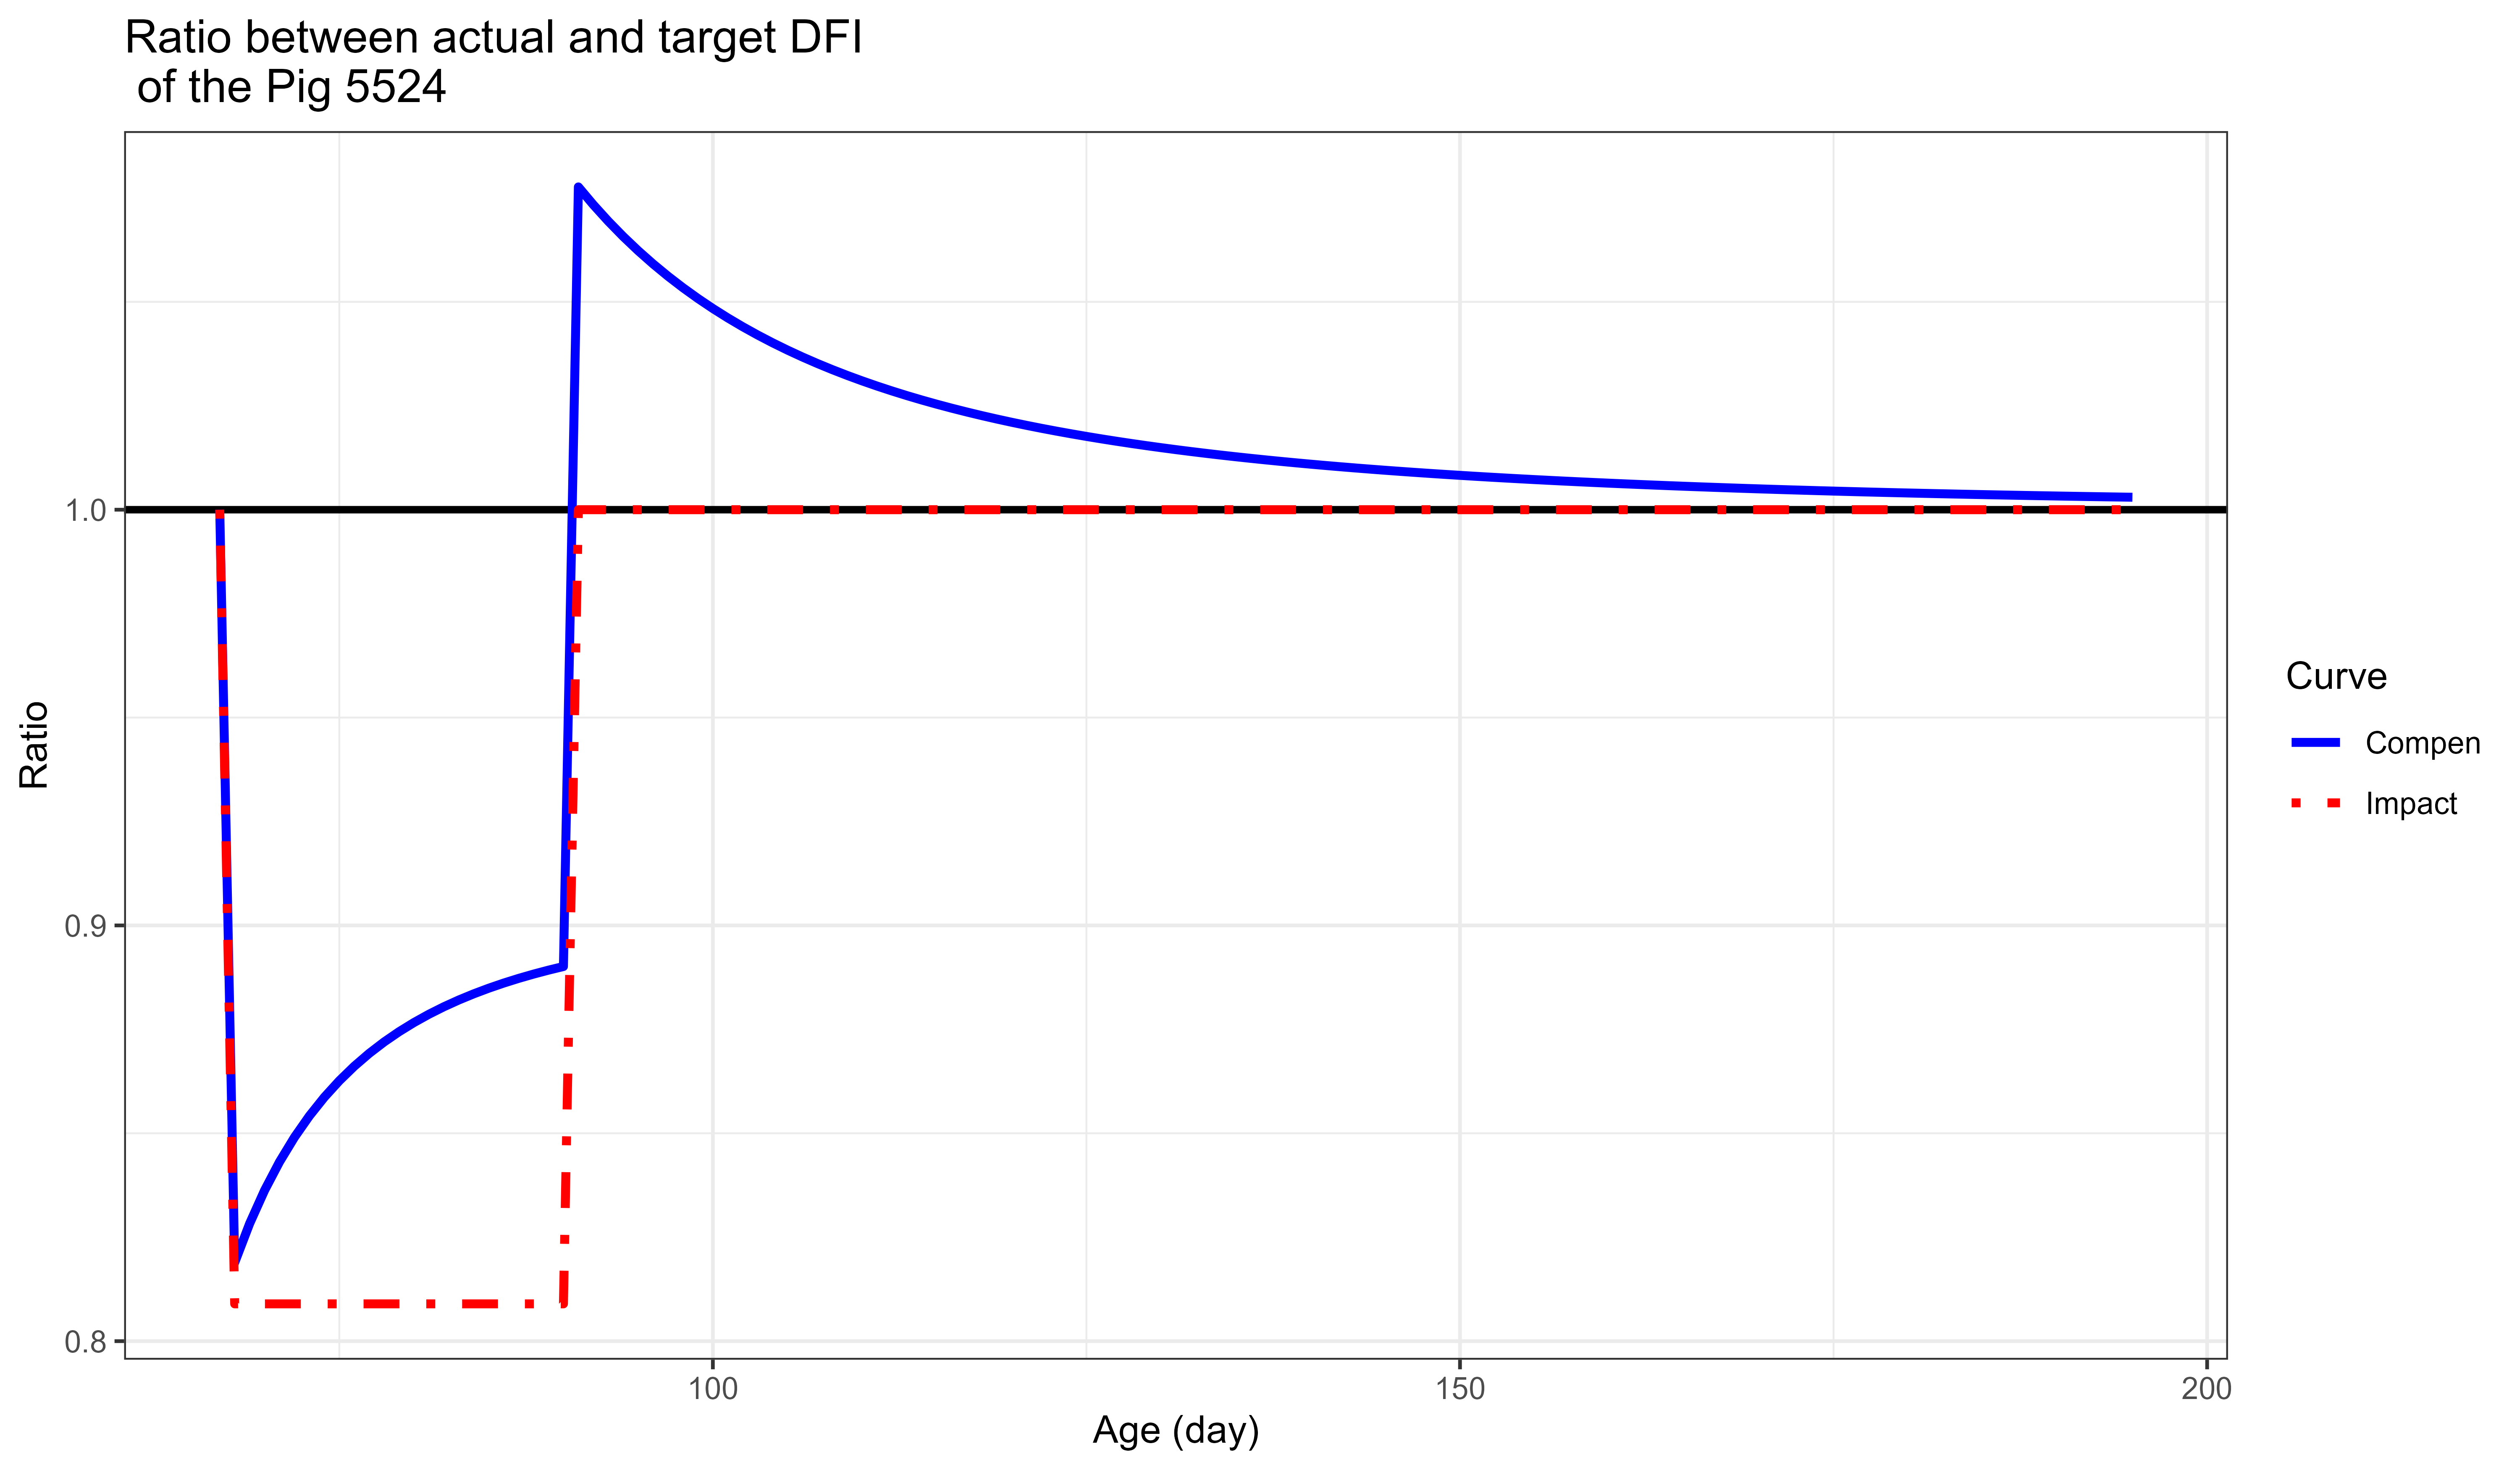 Ratio between actual and target DFI
of the Pig 5524
Ratio
1.0
0.9
0.8
100
150
200
Age (day)
Curve
Compen
Impact